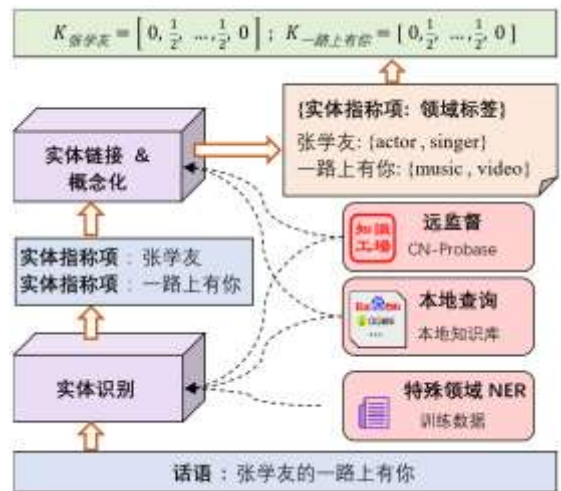 K张学友 = [ 0, 1/2, ...,1/2, 0 ] ; K一路上有你 = [ 0, 1/2, ...,1/2, 0 ]
{实体指称项: 领域标签}
张学友: {actor , singer}
一路上有你: {music , video}
实体链接 &
概念化
知识
工场
远监督
CN-Probase
实体指称项 : 张学友
实体指称项 : 一路上有你
本地查询
本地知识库
实体识别
特殊领域 NER
训练数据
话语 : 张学友的一路上有你